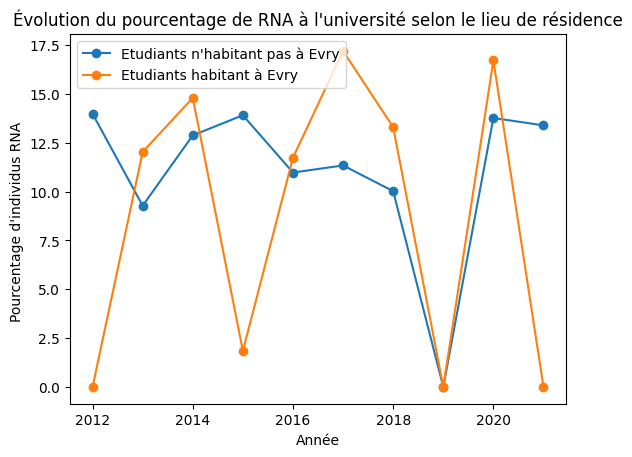 Évolution du pourcentage de RNA à l'université selon le lieu de résidence
Etudiants n'habitant pas à Evry
Etudiants habitant à Evry
17.5
15.0
12.5
10.0
7.5
5.0
2.5
0.0
Pourcentage d'individus RNA
2012 2014 2016 2018 2020
Année